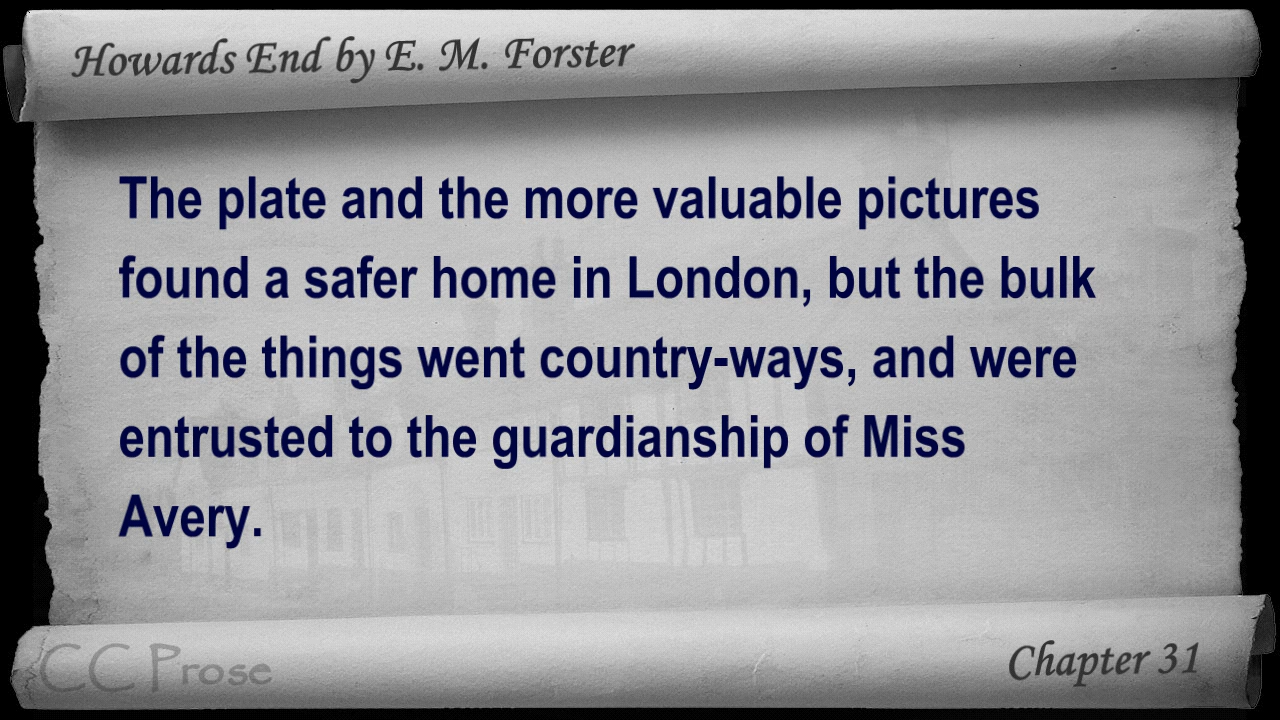 Howards End by E. M. Forster
The plate and the more valuable pictures
found a safer home in London, but the bulk
of the things went country-ways, and were
entrusted to the guardianship of Miss
Avery.
CC Prose
Chapter 31